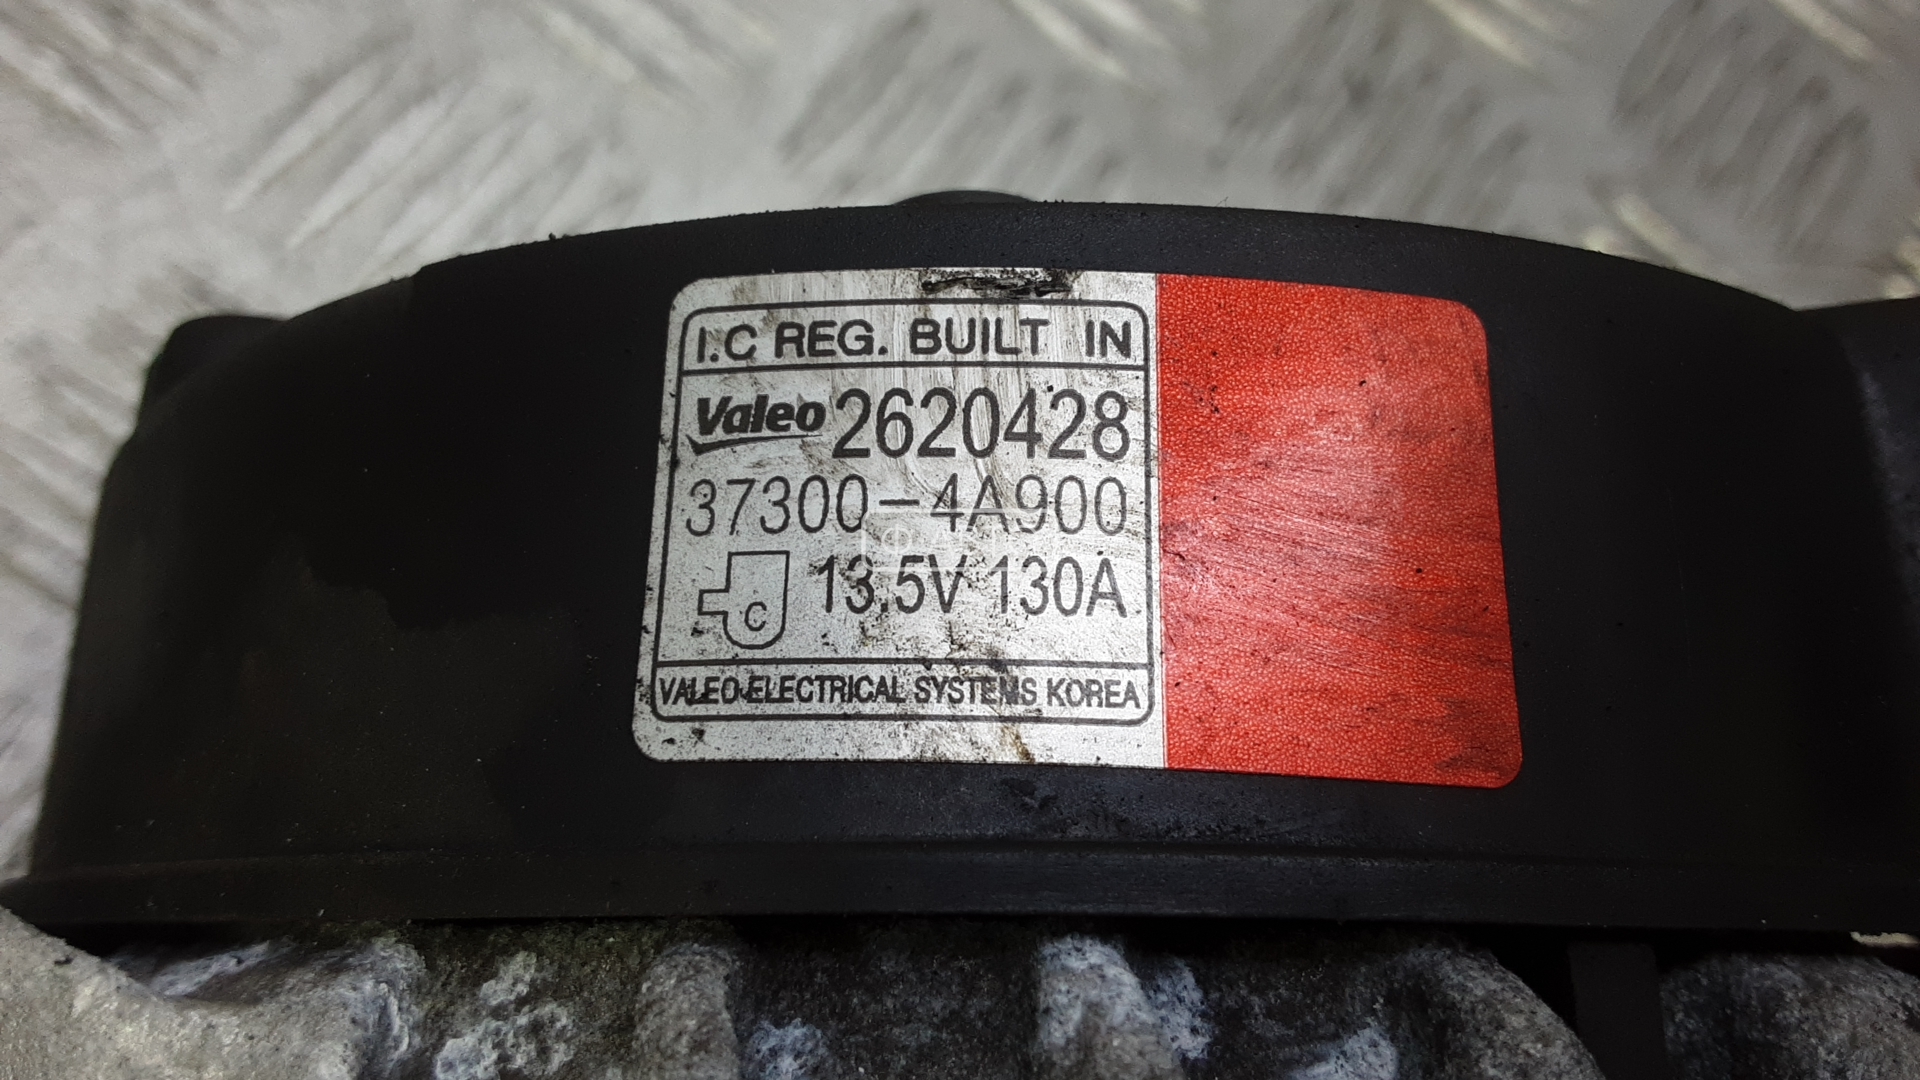 I.C REG. BUILT IN
Valeo 2620428
37300-4A900
C 13.5V 130A
VALEO ELECTRICAL SYSTEMS KOREA